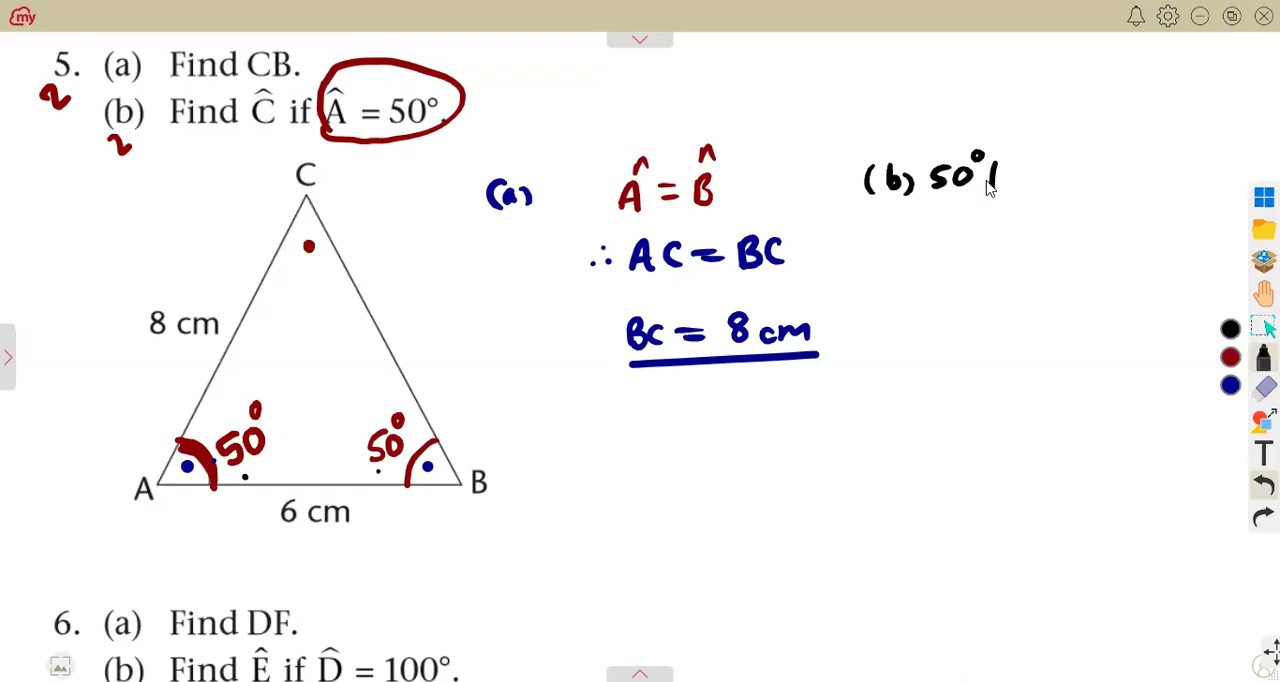 my
5. (a) Find CB.
2
(b) Find Ĉ if Â = 50°.
2
C
8 cm
50°
50°
A
B
6 cm
(a) Â = B̂
∴ AC = BC
BC = 8 cm
(b) 50°
6. (a) Find DF.
(b) Find Ê if D̂ = 100°.
T